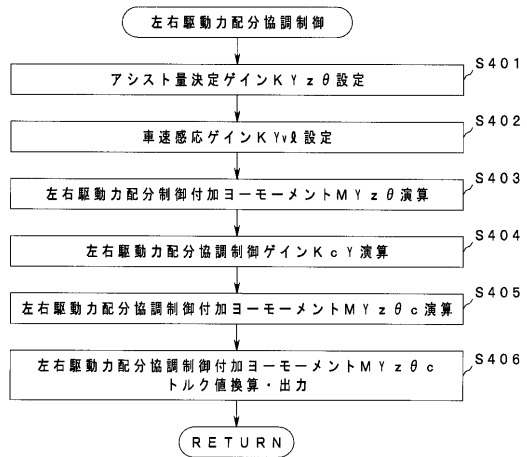 左右駆動力配分協調制御
S401
アシスト量決定ゲインKYzθ設定
S402
車速感応ゲインKYvℓ設定
S403
左右駆動力配分制御付加ヨーモーメントMYzθ演算
S404
左右駆動力配分協調制御ゲインKcY演算
S405
左右駆動力配分協調制御付加ヨーモーメントMYzθc演算
S406
左右駆動力配分協調制御付加ヨーモーメントMYzθc
トルク値換算・出力
RETURN